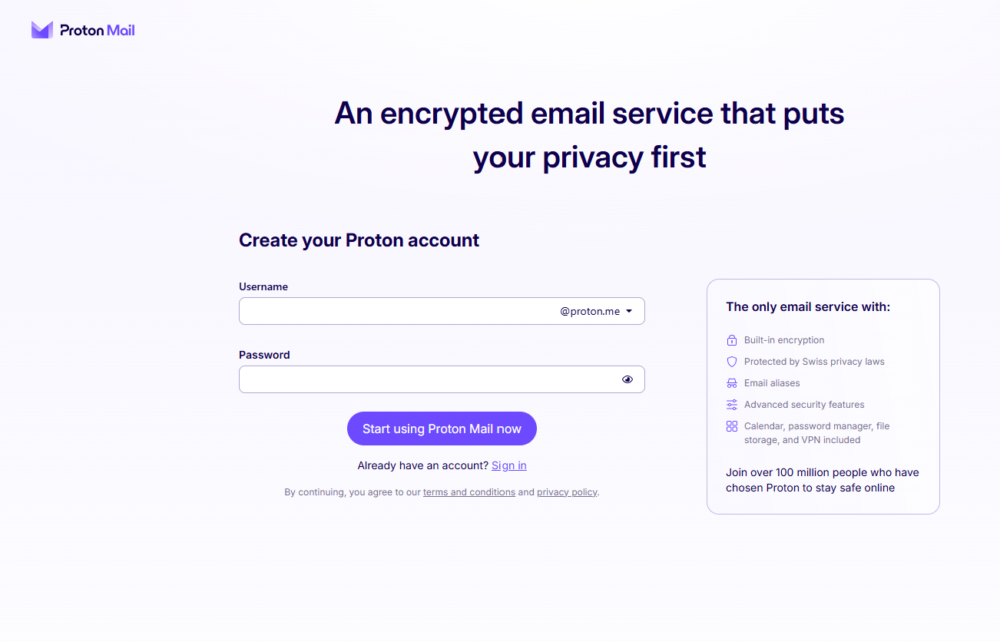 Proton Mail
An encrypted email service that puts
your privacy first
Create your Proton account
Username
@proton.me
Password
Start using Proton Mail now
Already have an account? Sign in
By continuing, you agree to our terms and conditions and privacy policy.
The only email service with:
Built-in encryption
Protected by Swiss privacy laws
Email aliases
Advanced security features
Calendar, password manager, file
storage, and VPN included
Join over 100 million people who have
chosen Proton to stay safe online